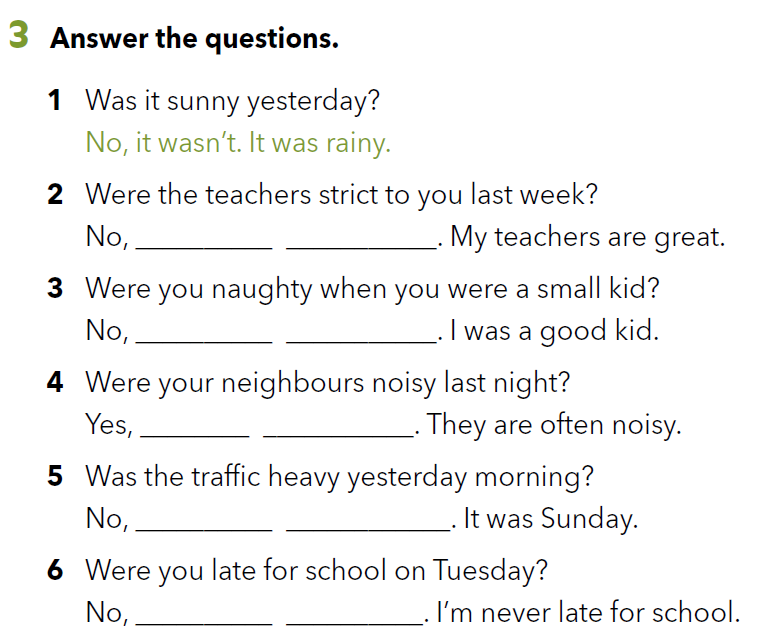 3 Answer the questions.
1 Was it sunny yesterday?
No, it wasn't. It was rainy.
2 Were the teachers strict to you last week?
No, __________ ___________. My teachers are great.
3 Were you naughty when you were a small kid?
No, __________ ___________. I was a good kid.
4 Were your neighbours noisy last night?
Yes, ________ ___________. They are often noisy.
5 Was the traffic heavy yesterday morning?
No, __________ ____________. It was Sunday.
6 Were you late for school on Tuesday?
No, __________ __________. I'm never late for school.